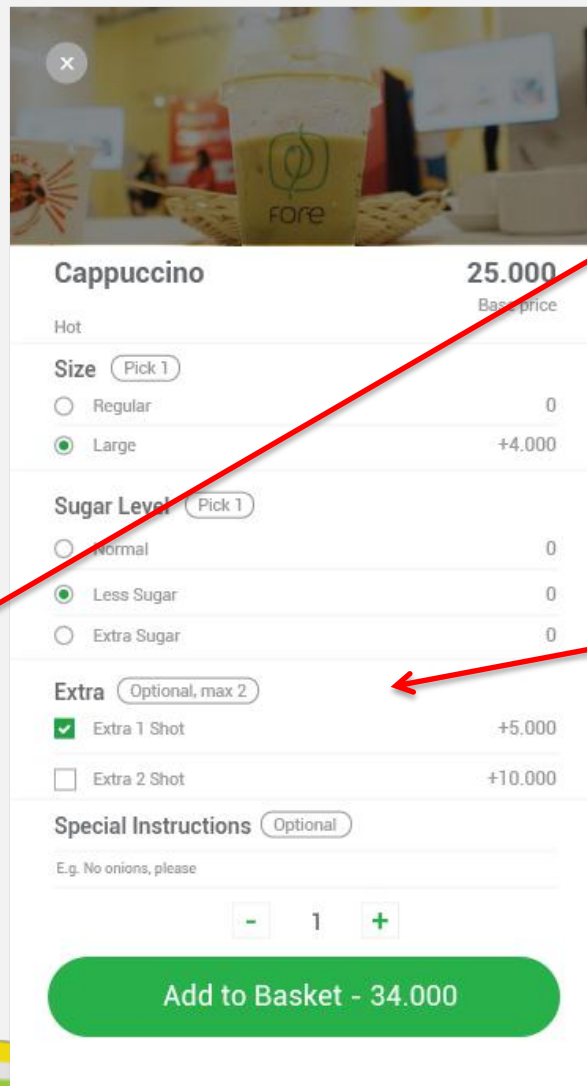 x
FORe
Cappuccino 25.000
Base price
Hot
Size Pick 1
Regular 0
Large +4.000
Sugar Level Pick 1
Normal 0
Less Sugar 0
Extra Sugar 0
Extra Optional, max 2
Extra 1 Shot +5.000
Extra 2 Shot +10.000
Special Instructions Optional
E.g. No onions, please
- 1 +
Add to Basket - 34.000